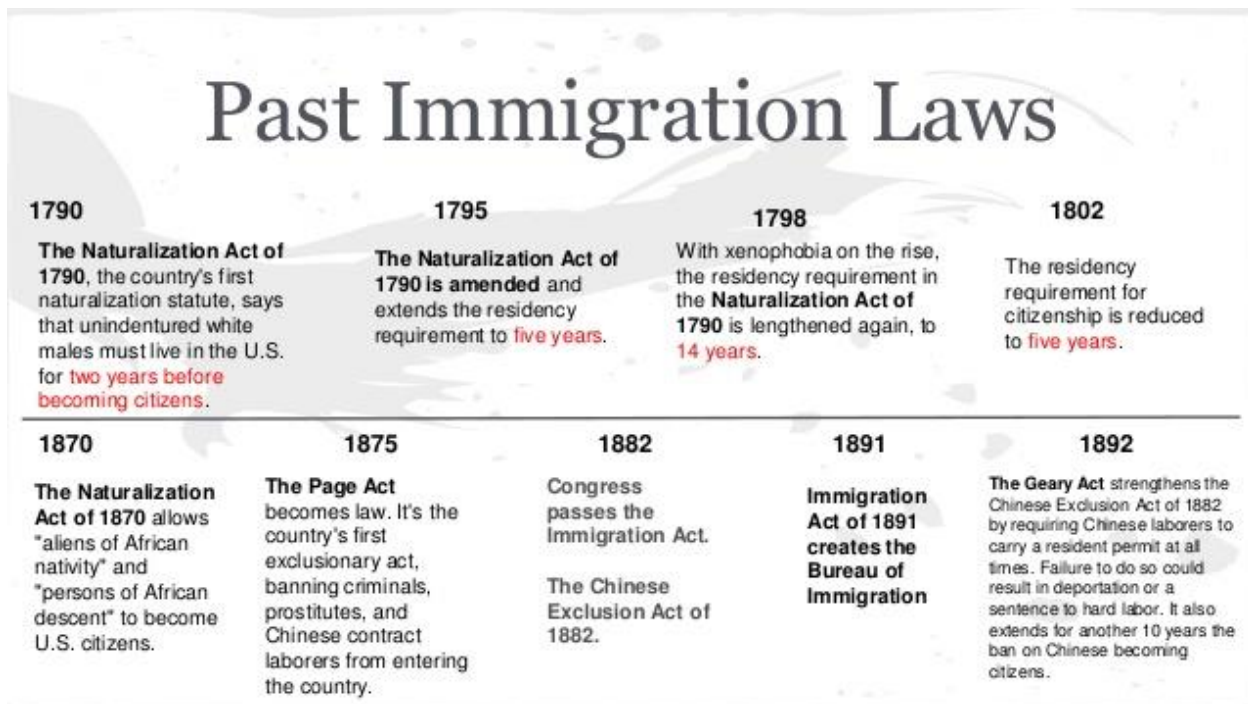 Past Immigration Laws
1790
The Naturalization Act of
1790, the country's first
naturalization statute, says
that unindentured white
males must live in the U.S.
for two years before
becoming citizens.
1795
The Naturalization Act of
1790 is amended and
extends the residency
requirement to five years.
1798
With xenophobia on the rise,
the residency requirement in
the Naturalization Act of
1790 is lengthened again, to
14 years.
1802
The residency
requirement for
citizenship is reduced
to five years.
1870
The Naturalization
Act of 1870 allows
"aliens of African
nativity" and
"persons of African
descent" to become
U.S. citizens.
1875
The Page Act
becomes law. It's the
country's first
exclusionary act,
banning criminals,
prostitutes, and
Chinese contract
laborers from entering
the country.
1882
Congress
passes the
Immigration Act.
The Chinese
Exclusion Act of
1882.
1891
Immigration
Act of 1891
creates the
Bureau of
Immigration
1892
The Geary Act strengthens the
Chinese Exclusion Act of 1882
by requiring Chinese laborers to
carry a resident permit at all
times. Failure to do so could
result in deportation or a
sentence to hard labor. It also
extends for another 10 years the
ban on Chinese becoming
citizens.